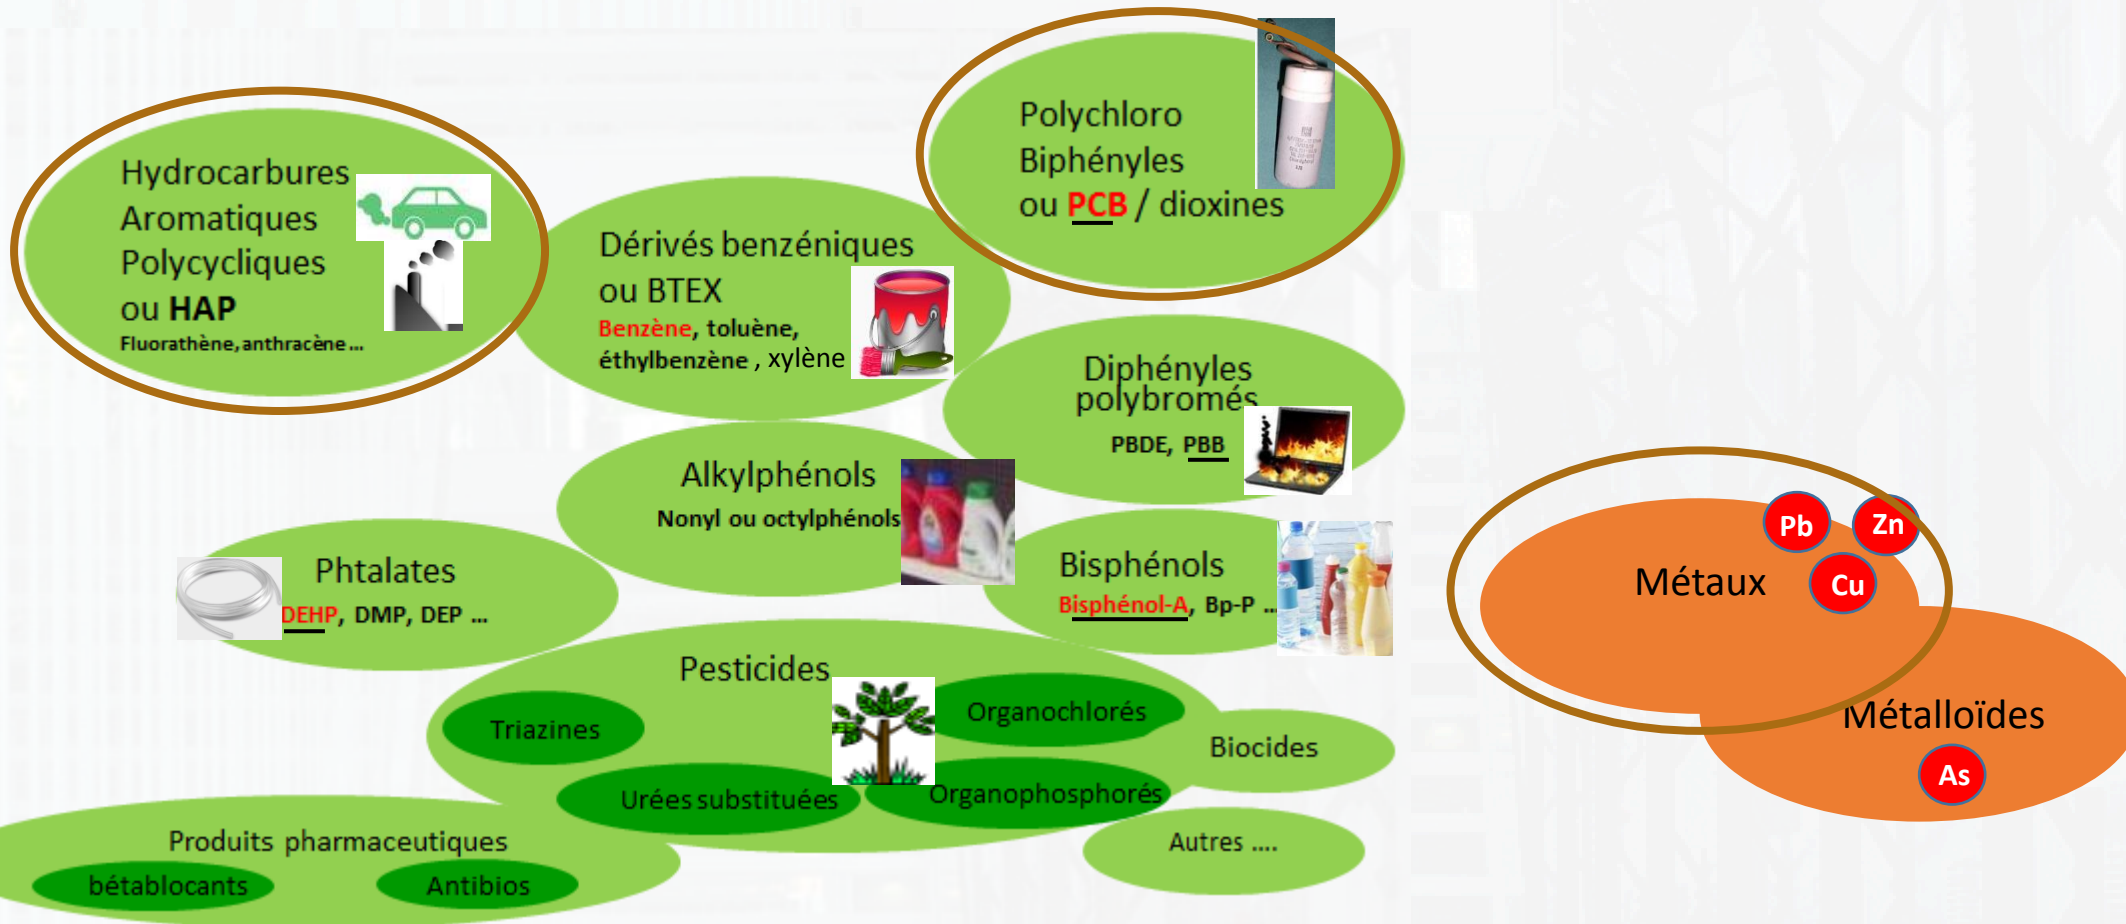 Hydrocarbures
Aromatiques
Polycycliques
ou HAP
Fluorathène, anthracène ...
Dérivés benzéniques
ou BTEX
Benzène, toluène,
éthylbenzène , xylène
Polychloro
Biphényles
ou PCB / dioxines
Diphényles
polybromés
PBDE, PBB
Alkylphénols
Nonyl ou octylphénols
Phtalates
DEHP, DMP, DEP ...
Bisphénols
Bisphénol-A, Bp-P ...
Pesticides
Triazines
Organochlorés
Urées substituées
Organophosphorés
Biocides
Autres ....
Produits pharmaceutiques
bétablocants
Antibios
Pb
Zn
Métaux
Cu
Métalloïdes
As